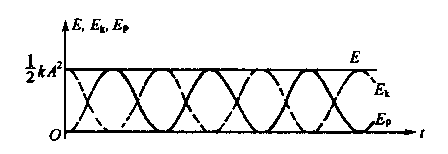 E, Eₖ, Eₚ
½kA²
E
Eₖ
Eₚ
O
t